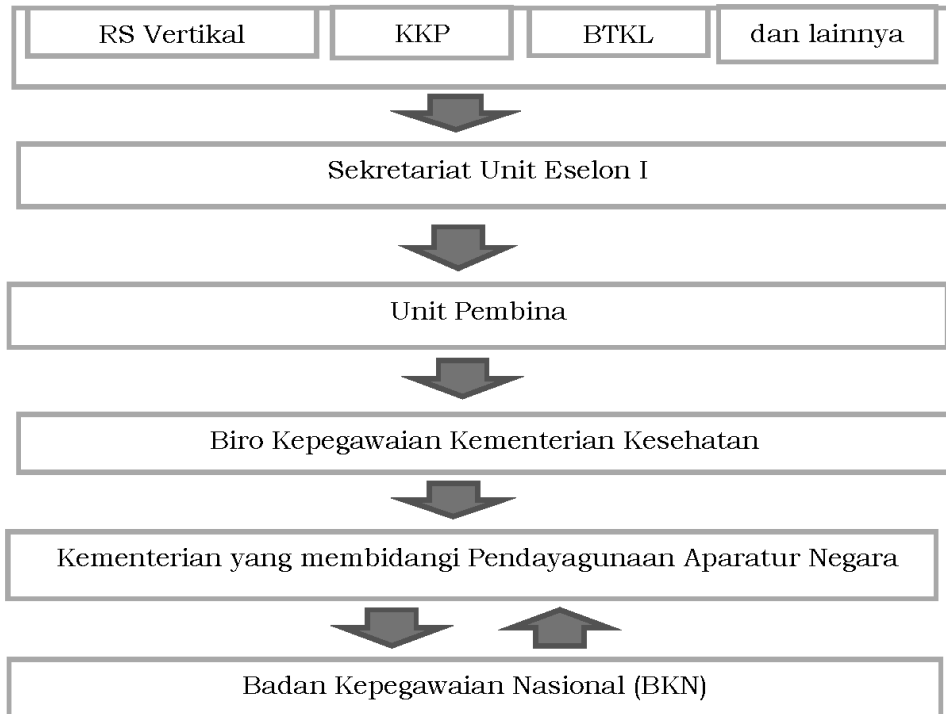 RS Vertikal
KKP
BTKL
dan lainnya
Sekretariat Unit Eselon I
Unit Pembina
Biro Kepegawaian Kementerian Kesehatan
Kementerian yang membidangi Pendayagunaan Aparatur Negara
Badan Kepegawaian Nasional (BKN)